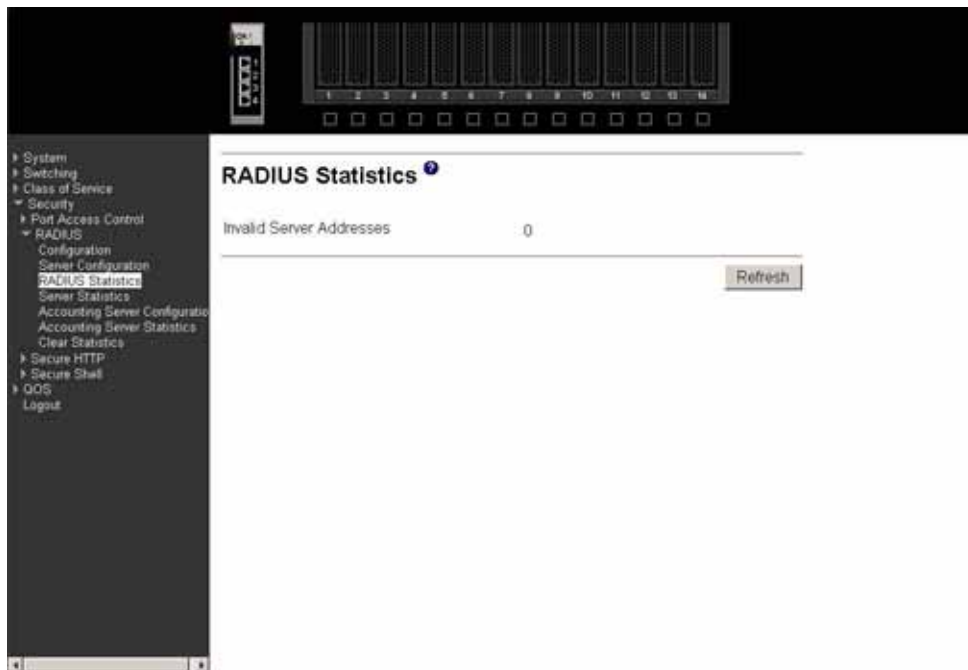 1 2 3 4 5 6 7 8 9 10 11 12 13 14
System
Switching
Class of Service
Security
Port Access Control
RADIUS
Configuration
Server Configuration
RADIUS Statistics
Server Statistics
Accounting Server Configuratio
Accounting Server Statistics
Clear Statistics
Secure HTTP
Secure Shell
QOS
Logout
RADIUS Statistics ?
Invalid Server Addresses 0
Refresh